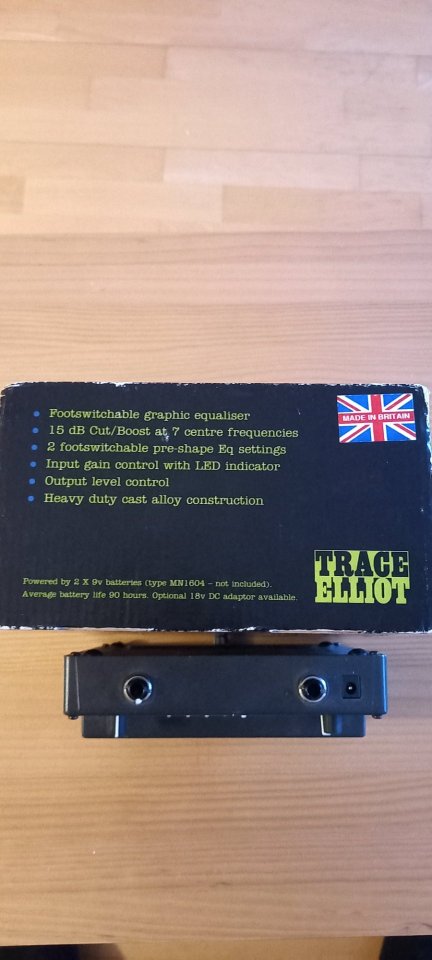 Footswitchable graphic equaliser
MADE IN BRITAIN
15 dB Cut/Boost at 7 centre frequencies
2 footswitchable pre-shape Eq settings
Input gain control with LED indicator
Output level control
Heavy duty cast alloy construction
TRACE
ELLIOT
Powered by 2 X 9v batteries (type MN1604 – not included).
Average battery life 90 hours. Optional 18v DC adaptor available.